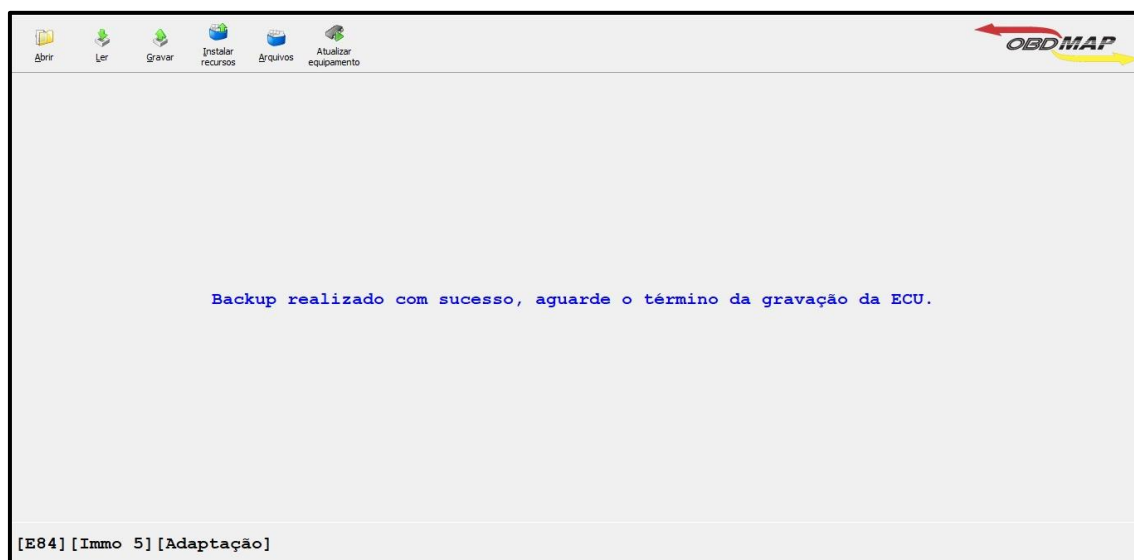 Abrir
Ler
Gravar
Instalar recursos
Arquivos
Atualizar equipamento
OBDMAP
Backup realizado com sucesso, aguarde o término da gravação da ECU.
[E84][Immo 5][Adaptação]